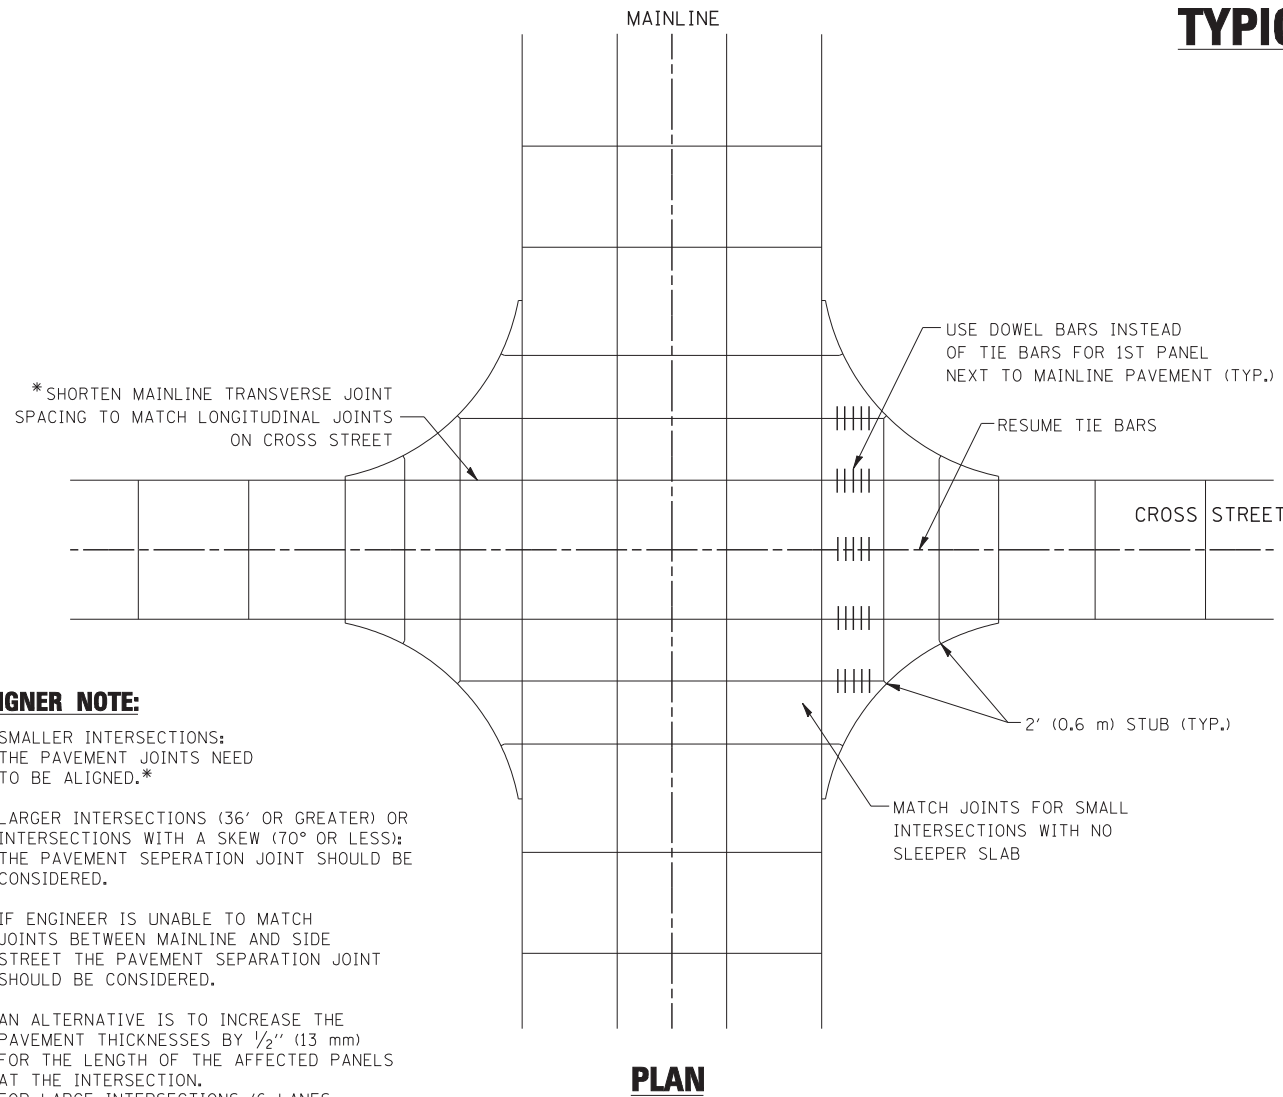 MAINLINE
TYPIC
USE DOWEL BARS INSTEAD
OF TIE BARS FOR 1ST PANEL
NEXT TO MAINLINE PAVEMENT (TYP.)
*SHORTEN MAINLINE TRANSVERSE JOINT
SPACING TO MATCH LONGITUDINAL JOINTS
ON CROSS STREET
RESUME TIE BARS
CROSS STREET
IGNER NOTE:
SMALLER INTERSECTIONS:
THE PAVEMENT JOINTS NEED
TO BE ALIGNED.*
LARGER INTERSECTIONS (36' OR GREATER) OR
INTERSECTIONS WITH A SKEW (70° OR LESS):
THE PAVEMENT SEPERATION JOINT SHOULD BE
CONSIDERED.
IF ENGINEER IS UNABLE TO MATCH
JOINTS BETWEEN MAINLINE AND SIDE
STREET THE PAVEMENT SEPARATION JOINT
SHOULD BE CONSIDERED.
AN ALTERNATIVE IS TO INCREASE THE
PAVEMENT THICKNESSES BY 1/2'' (13 mm)
FOR THE LENGTH OF THE AFFECTED PANELS
AT THE INTERSECTION.
FOR LARGE INTERSECTIONS (6 LANES
2' (0.6 m) STUB (TYP.)
MATCH JOINTS FOR SMALL
INTERSECTIONS WITH NO
SLEEPER SLAB
PLAN